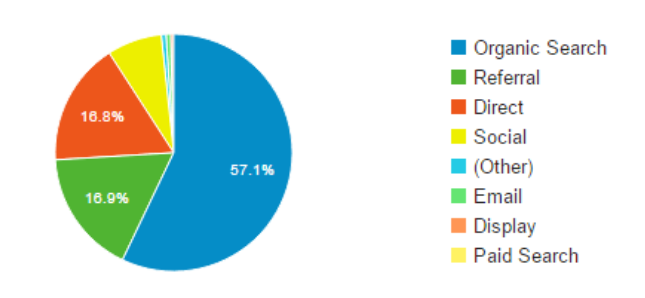 Organic Search
Referral
Direct
Social
(Other)
Email
Display
Paid Search
16.8%
57.1%
16.9%